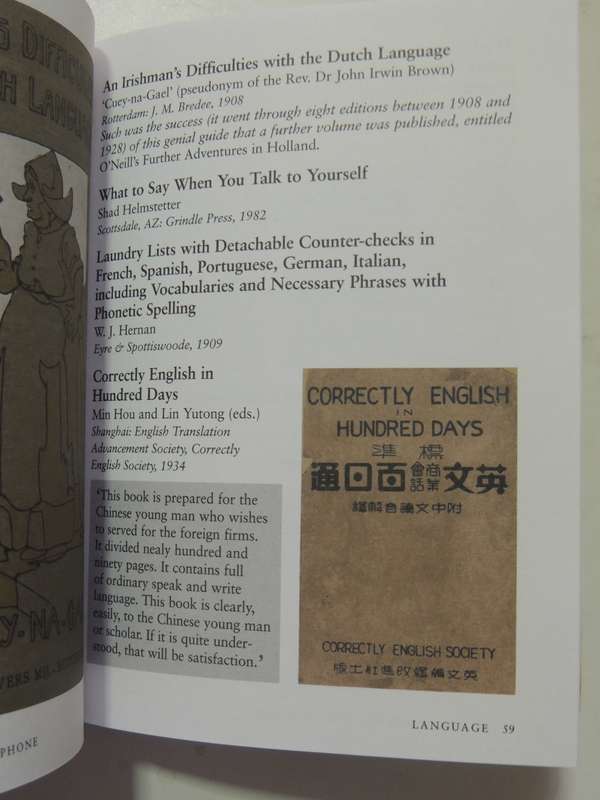 DIFFICUL
LANGU
Y-NA-G
VERS MIJ.-ROTTE
PHONE
An Irishman's Difficulties with the Dutch Language
'Cuey-na-Gael' (pseudonym of the Rev. Dr John Irwin Brown)
Rotterdam: J. M. Bredee, 1908
Such was the success (it went through eight editions between 1908 and
1928) of this genial guide that a further volume was published, entitled
O'Neill's Further Adventures in Holland.
What to Say When You Talk to Yourself
Shad Helmstetter
Scottsdale, AZ: Grindle Press, 1982
Laundry Lists with Detachable Counter-checks in
French, Spanish, Portuguese, German, Italian,
including Vocabularies and Necessary Phrases with
Phonetic Spelling
W. J. Hernan
Eyre & Spottiswoode, 1909
Correctly English in
Hundred Days
Min Hou and Lin Yutong (eds.)
Shanghai: English Translation
Advancement Society, Correctly
English Society, 1934
'This book is prepared for the
Chinese young man who wishes
to served for the foreign firms.
It divided nealy hundred and
ninety pages. It contains full
of ordinary speak and write
language. This book is clearly,
easily, to the Chinese young man
or scholar. If it is quite under-
stood, that will be satisfaction.'
CORRECTLY ENGLISH
IN
HUNDRED DAYS
準標
通日百會話商業文英
釋解音讀文中附
CORRECTLY ENGLISH SOCIETY
版出社進改譯編文英
LANGUAGE 59